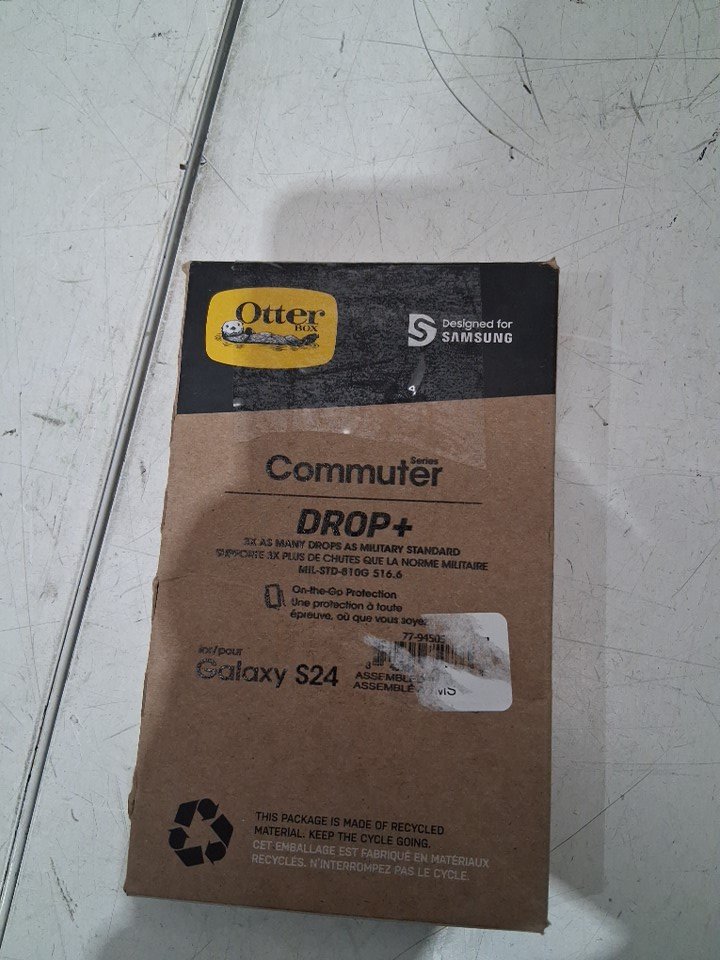 Otter
BOX
Designed for
SAMSUNG
Commuter
Series
DROP+
3X AS MANY DROPS AS MILITARY STANDARD
SUPPORTE 3X PLUS DE CHUTES QUE LA NORME MILITAIRE
MIL-STD-810G 516.6
On-the-Go Protection
Une protection à toute
épreuve, où que vous soyez
for/pour
Galaxy S24
77-94505
ASSEMBLÉ
THIS PACKAGE IS MADE OF RECYCLED
MATERIAL. KEEP THE CYCLE GOING.
CET EMBALLAGE EST FABRIQUÉ EN MATÉRIAUX
RECYCLÉS. N'INTERROMPEZ PAS LE CYCLE.